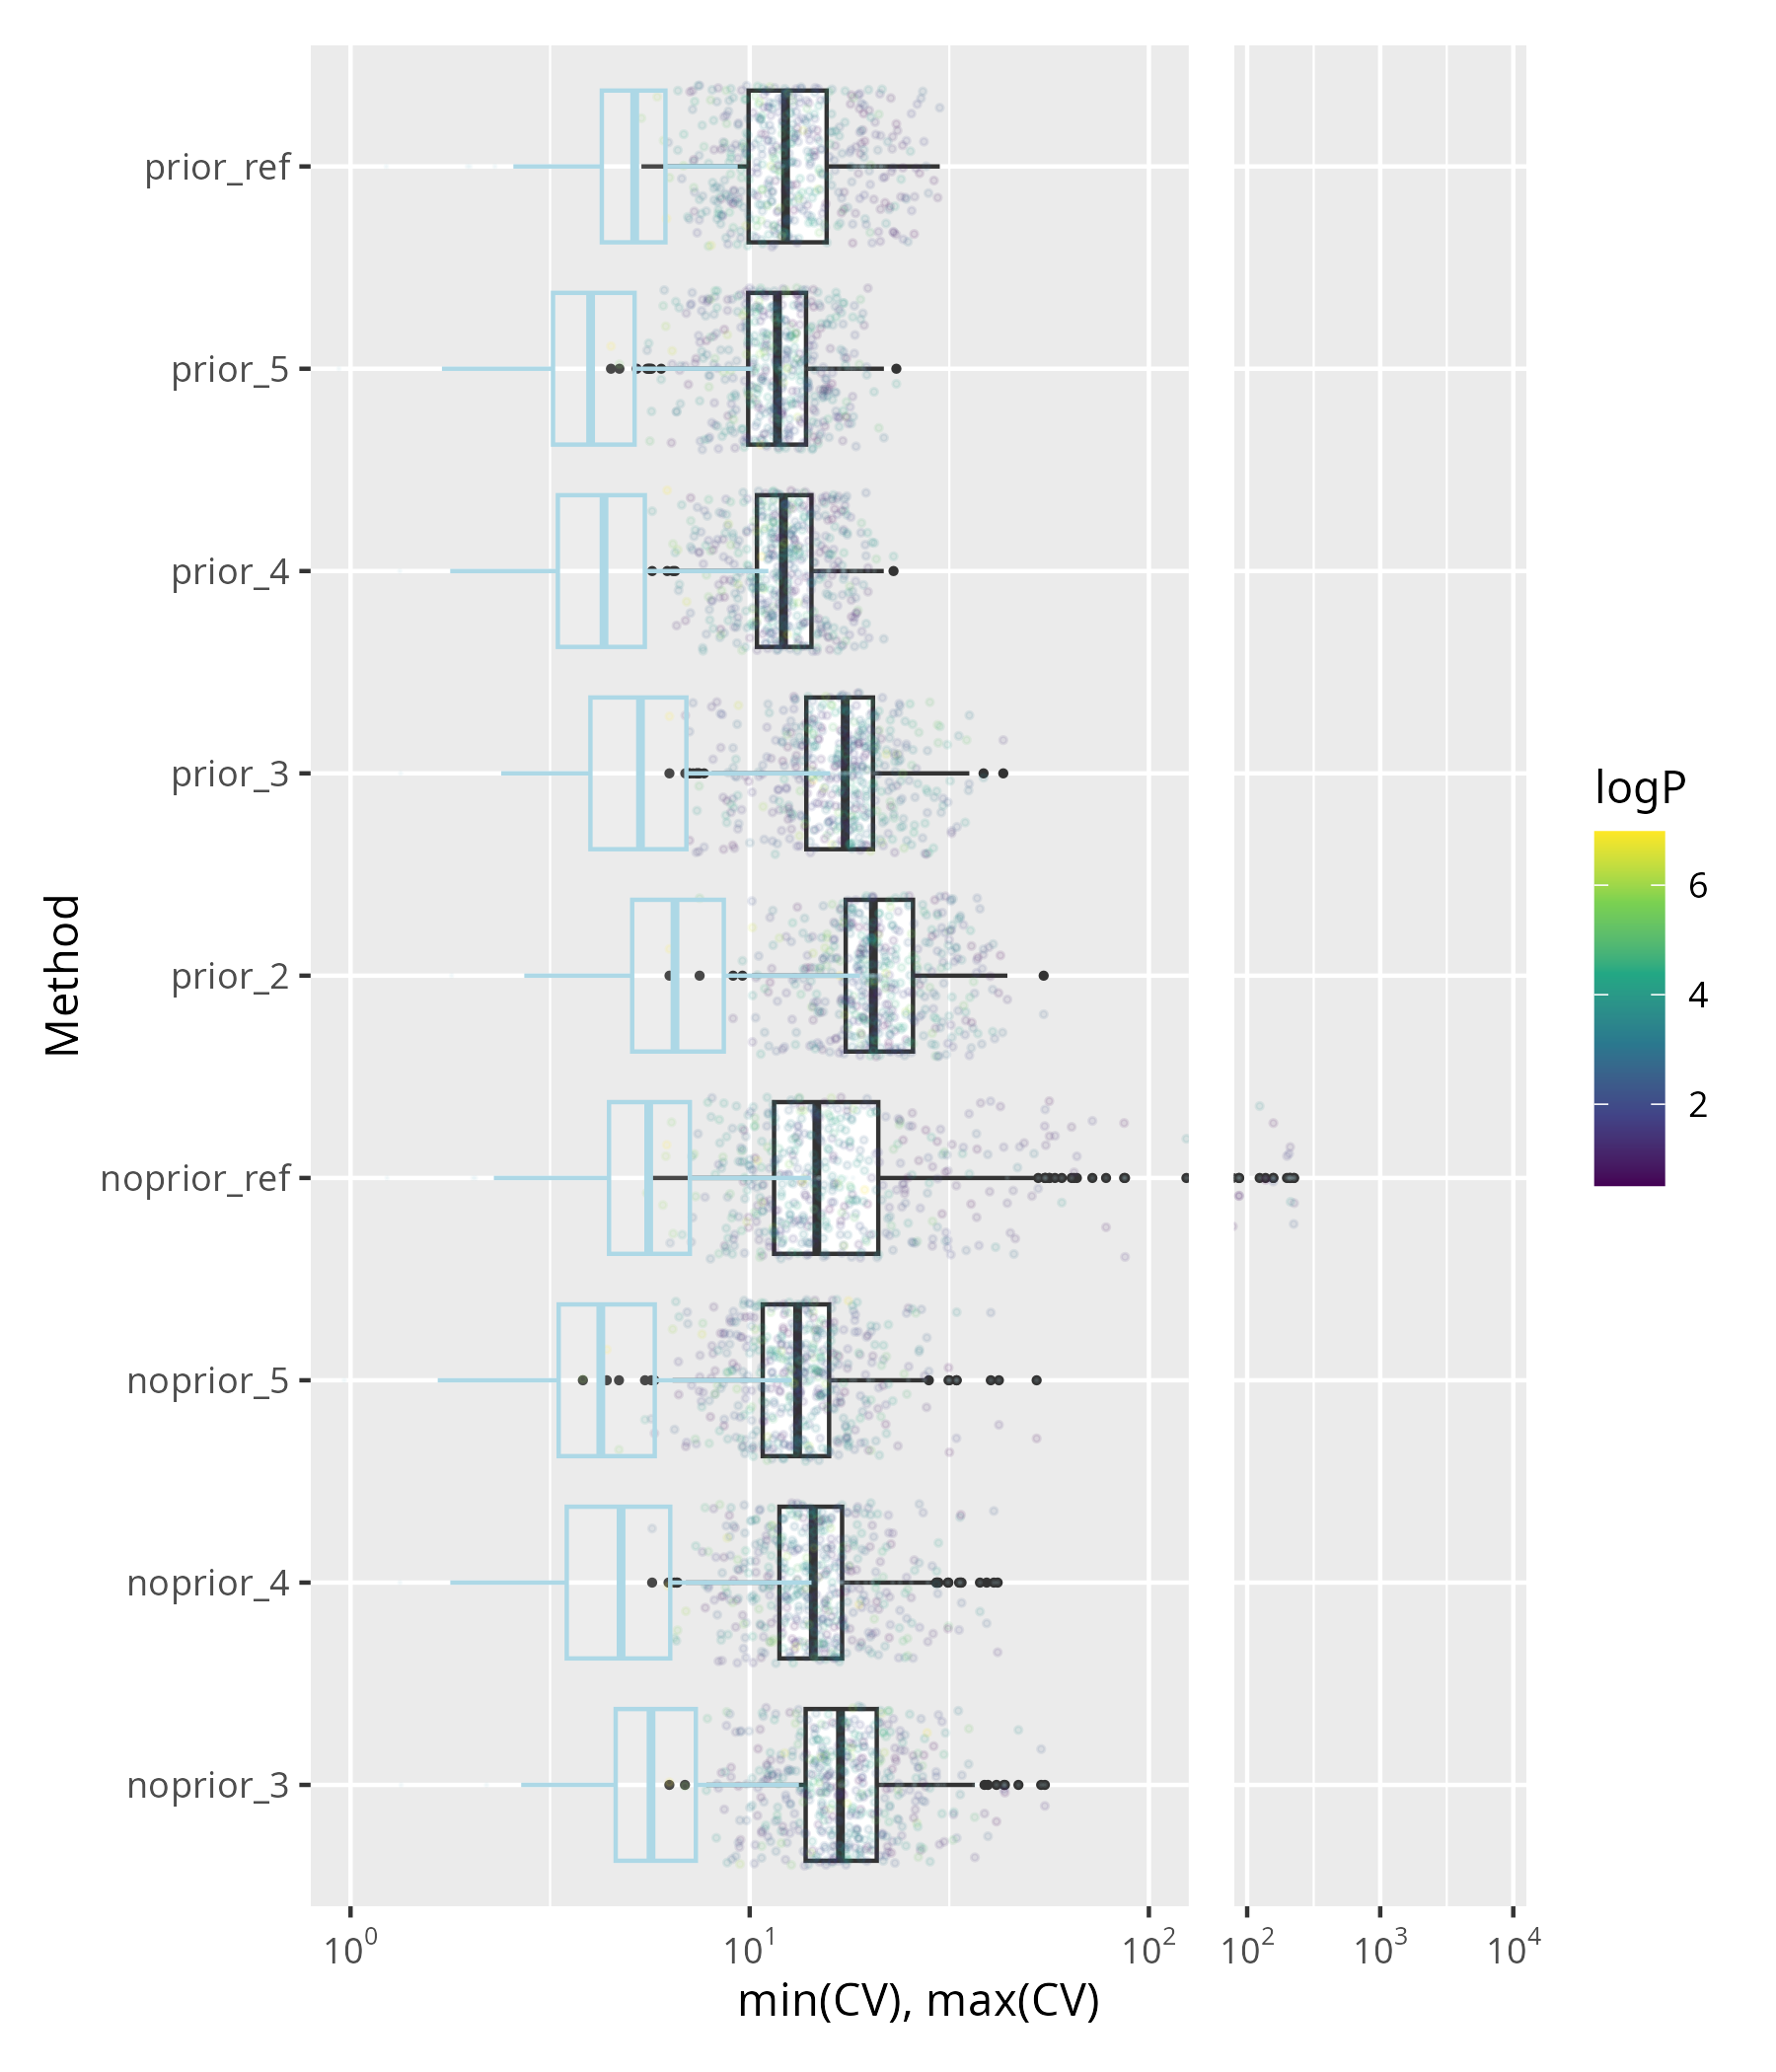 prior_ref
prior_5
prior_4
prior_3
prior_2
noprior_ref
noprior_5
noprior_4
noprior_3
Method
10⁰ 10¹ 10² 10² 10³ 10⁴
min(CV), max(CV)
logP
6
4
2